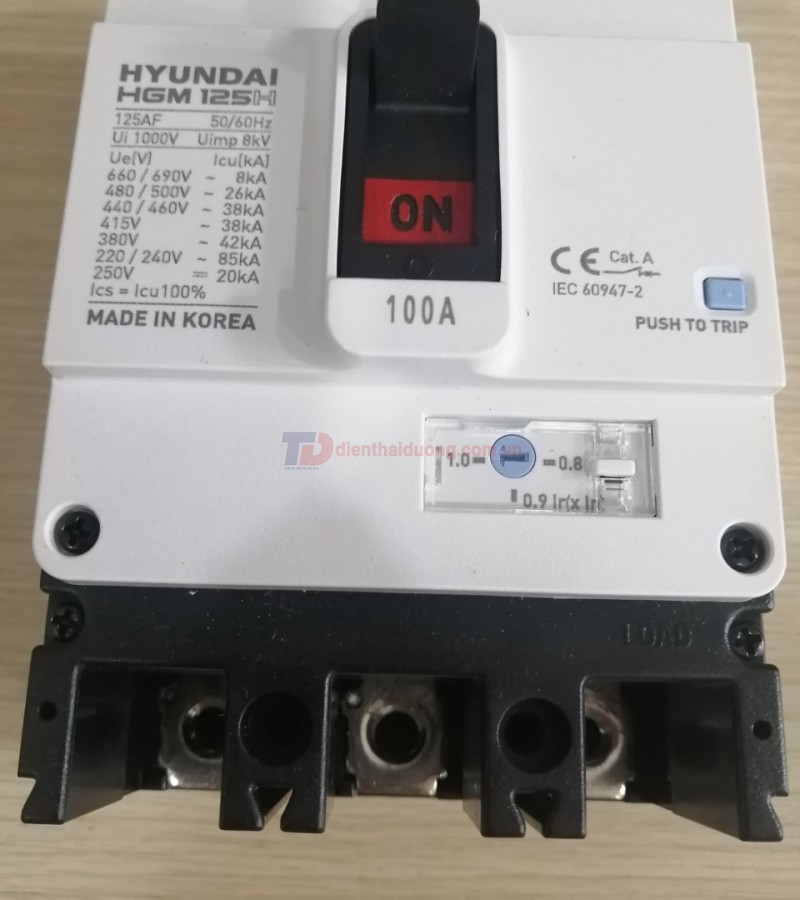 HYUNDAI
HGM 125H
125AF 50/60Hz
Ui 1000V Uimp 8kV
Ue(V) Icu(kA)
660 / 690V ~ 8kA
480 / 500V ~ 26kA
440 / 460V ~ 38kA
415V ~ 38kA
380V ~ 42kA
220 / 240V ~ 85kA
250V ⎓ 20kA
Ics = Icu100%
MADE IN KOREA
ON
100A
CE Cat. A
IEC 60947-2
PUSH TO TRIP
TD dienthaiduong.com.vn
1.0 0.8
0.9 Ir(x In)
LOAD